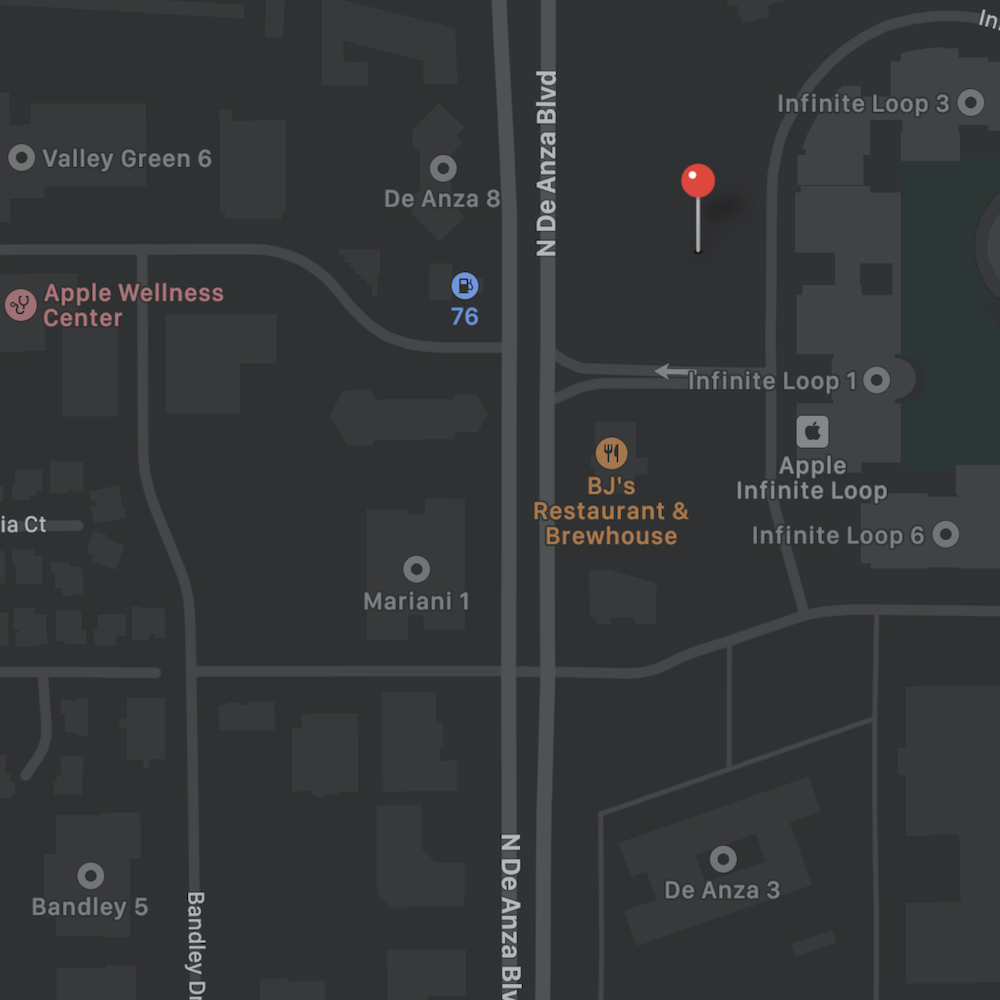 In
Infinite Loop 3
N De Anza Blvd
Valley Green 6
De Anza 8
Apple Wellness
Center
76
Infinite Loop 1
BJ's
Restaurant &
Brewhouse
Apple
Infinite Loop
ia Ct
Infinite Loop 6
Mariani 1
N De Anza Blv
De Anza 3
Bandley 5
Bandley Dr